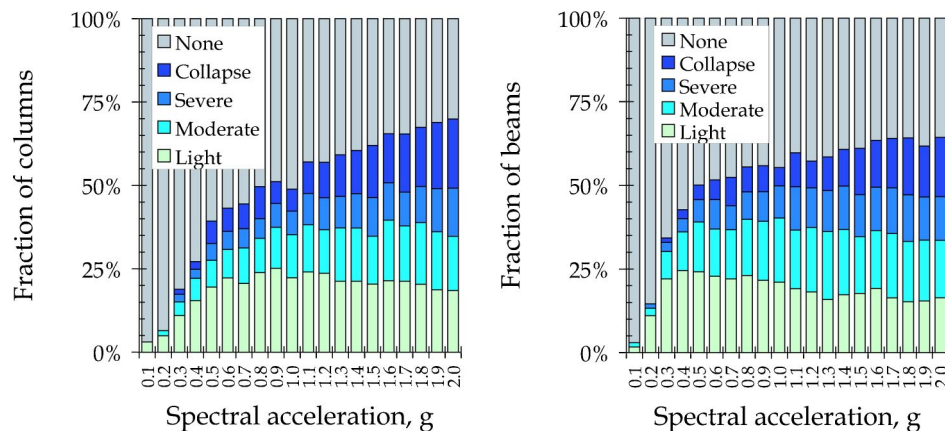 100%
75%
50%
25%
0%
Fraction of columns
None
Collapse
Severe
Moderate
Light
0.1 0.2 0.3 0.4 0.5 0.6 0.7 0.8 0.9 1.0 1.1 1.2 1.3 1.4 1.5 1.6 1.7 1.8 1.9 2.0
Spectral acceleration, g
100%
75%
50%
25%
0%
Fraction of beams
None
Collapse
Severe
Moderate
Light
0.1 0.2 0.3 0.4 0.5 0.6 0.7 0.8 0.9 1.0 1.1 1.2 1.3 1.4 1.5 1.6 1.7 1.8 1.9 2.0
Spectral acceleration, g